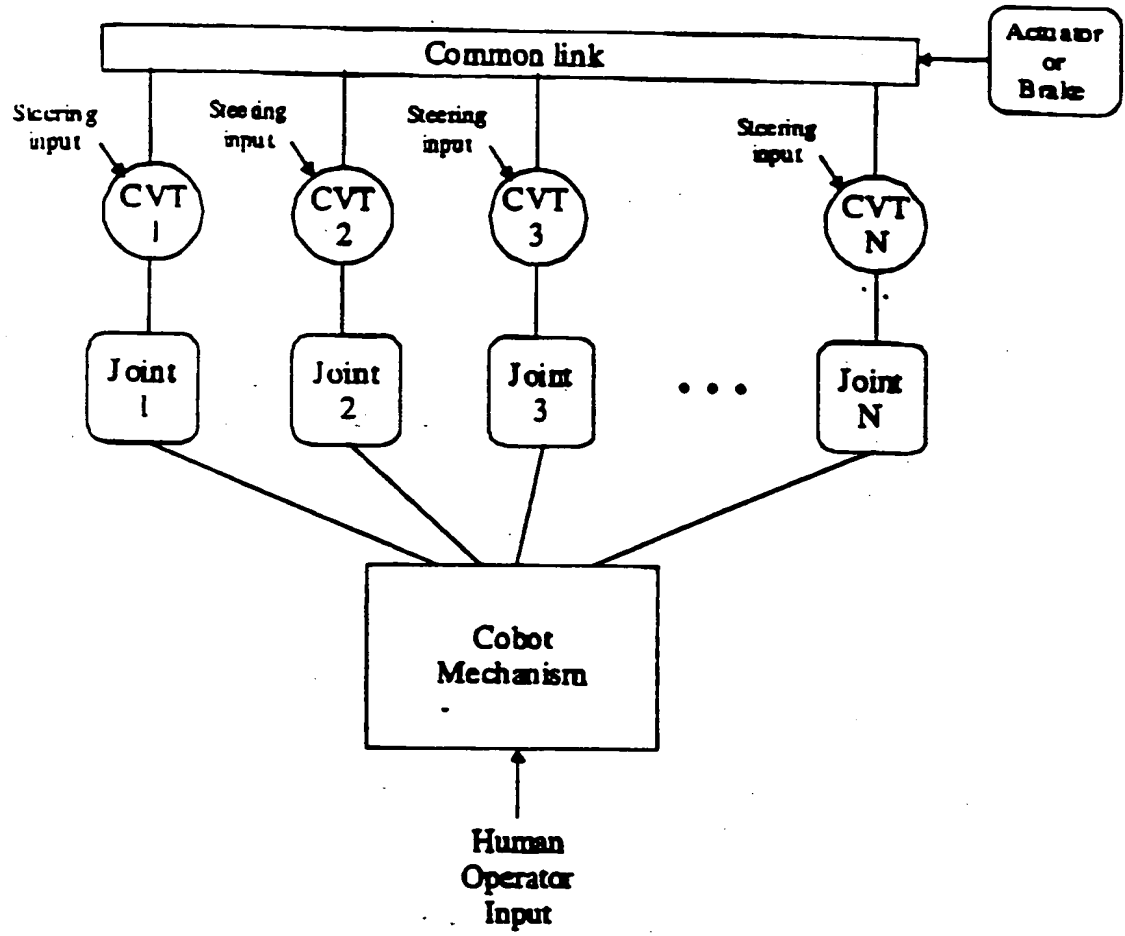 Common link
Actuator
or
Brake
Steering
input
Steering
input
Steering
input
Steering
input
CVT
1
CVT
2
CVT
3
CVT
N
Joint
1
Joint
2
Joint
3
• • •
Joint
N
Cobot
Mechanism
Human
Operator
Input